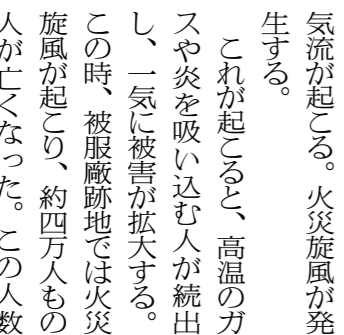 気流が起こる。火災旋風が発
生する。
　これが起こると、高温のガ
スや炎を吸い込む人が続出
し、一気に被害が拡大する。
この時、被服廠跡地では火災
旋風が起こり、約四万人もの
人が亡くなった。この人数